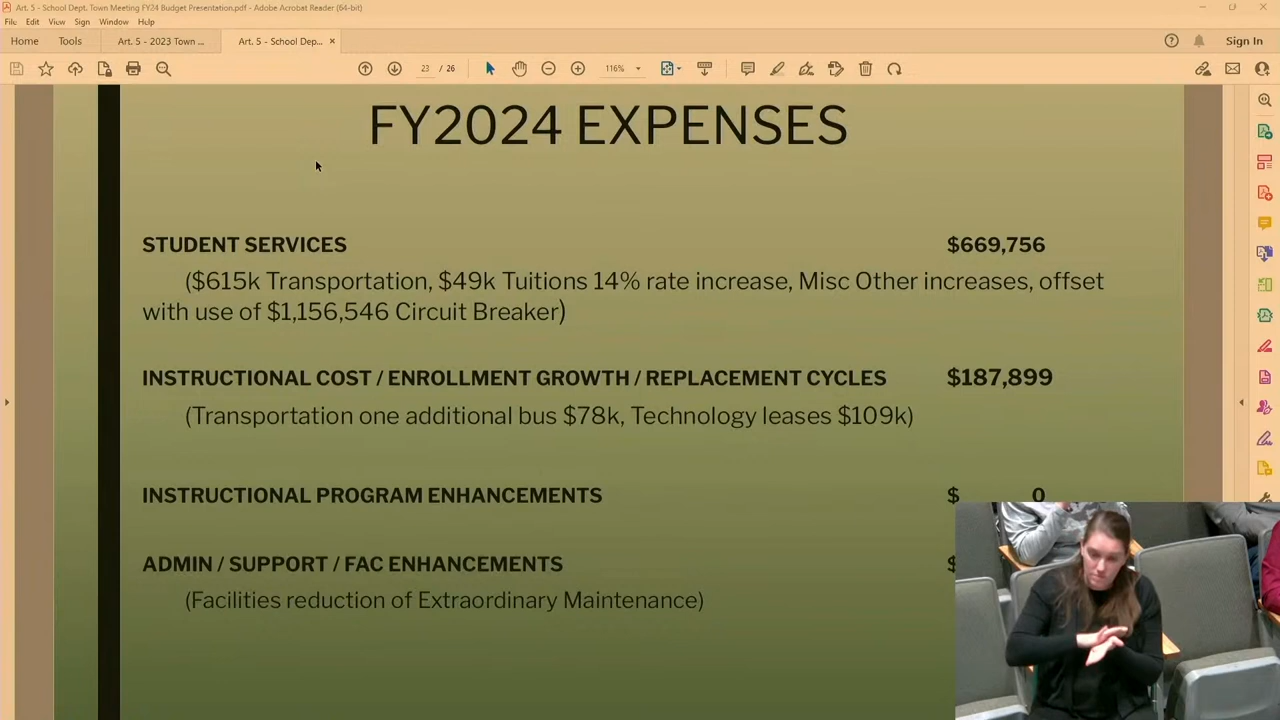 Art. 5 - School Dept. Town Meeting FY24 Budget Presentation.pdf - Adobe Acrobat Reader (64-bit)
File Edit View Sign Window Help
Home Tools Art. 5 - 2023 Town ... Art. 5 - School Dep... × Sign In
23 / 26 116%
FY2024 EXPENSES
STUDENT SERVICES $669,756
($615k Transportation, $49k Tuitions 14% rate increase, Misc Other increases, offset
with use of $1,156,546 Circuit Breaker)
INSTRUCTIONAL COST / ENROLLMENT GROWTH / REPLACEMENT CYCLES $187,899
(Transportation one additional bus $78k, Technology leases $109k)
INSTRUCTIONAL PROGRAM ENHANCEMENTS $ 0
ADMIN / SUPPORT / FAC ENHANCEMENTS $
(Facilities reduction of Extraordinary Maintenance)